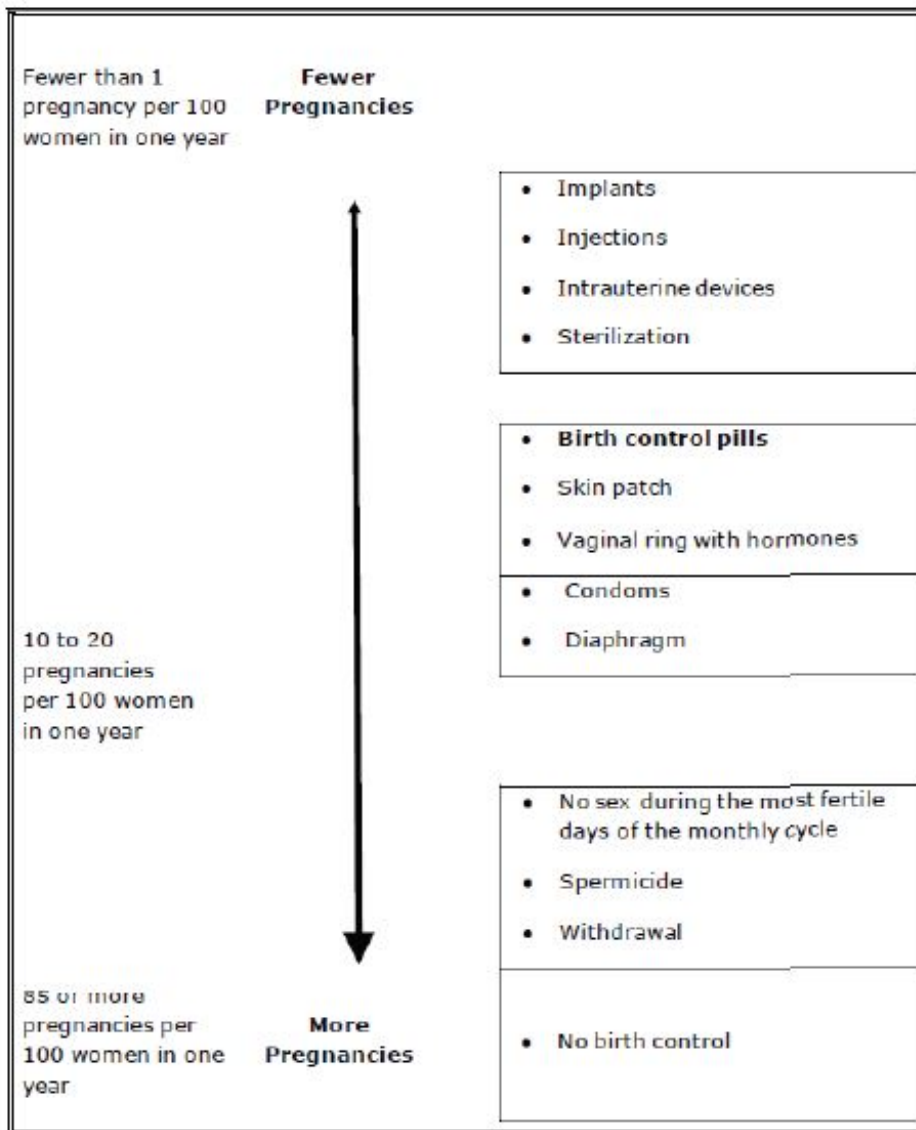 Fewer than 1
pregnancy per 100
women in one year
Fewer
Pregnancies
• Implants
• Injections
• Intrauterine devices
• Sterilization
• Birth control pills
• Skin patch
• Vaginal ring with hormones
• Condoms
• Diaphragm
10 to 20
pregnancies
per 100 women
in one year
• No sex during the most fertile
days of the monthly cycle
• Spermicide
• Withdrawal
85 or more
pregnancies per
100 women in one
year
More
Pregnancies
• No birth control